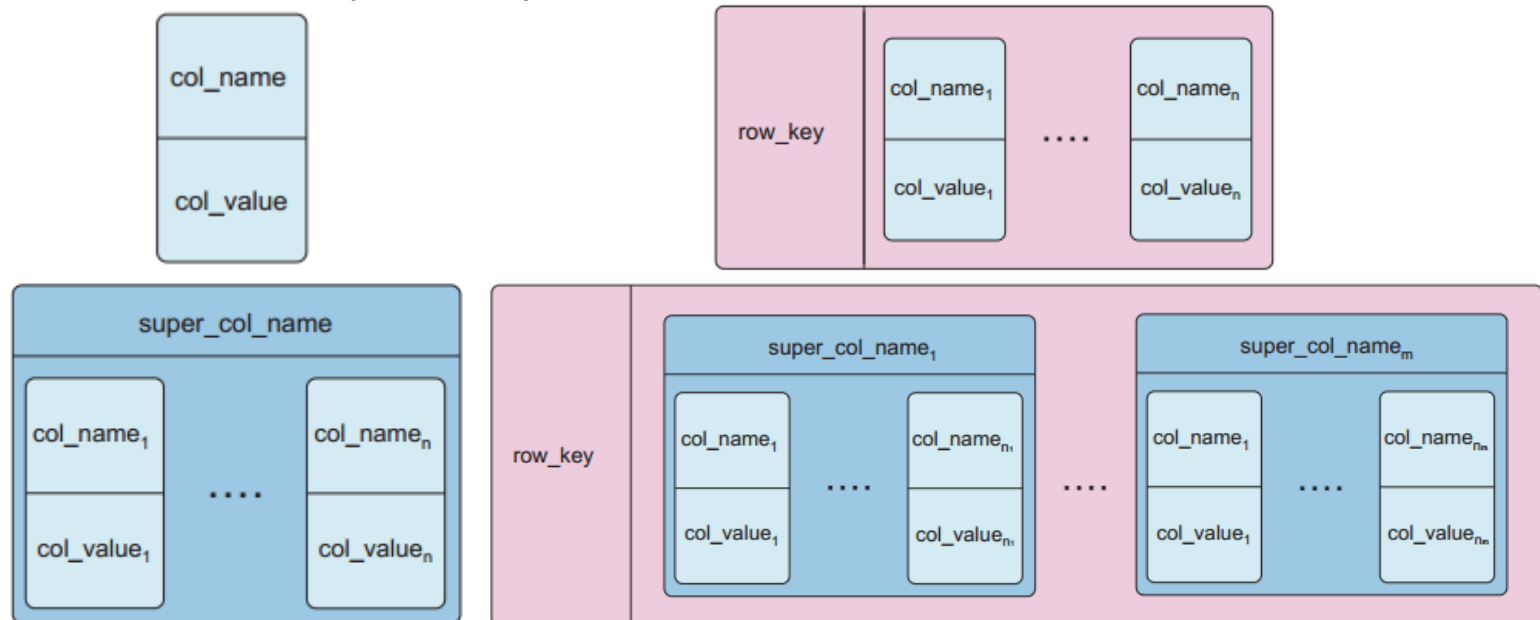 col_name
col_value
row_key
col_name₁
col_value₁
....
col_nameₙ
col_valueₙ
super_col_name
col_name₁
col_value₁
....
col_nameₙ
col_valueₙ
row_key
super_col_name₁
col_name₁
col_value₁
....
col_nameₙ₁
col_valueₙ₁
....
super_col_nameₘ
col_name₁
col_value₁
....
col_nameₙₘ
col_valueₙₘ